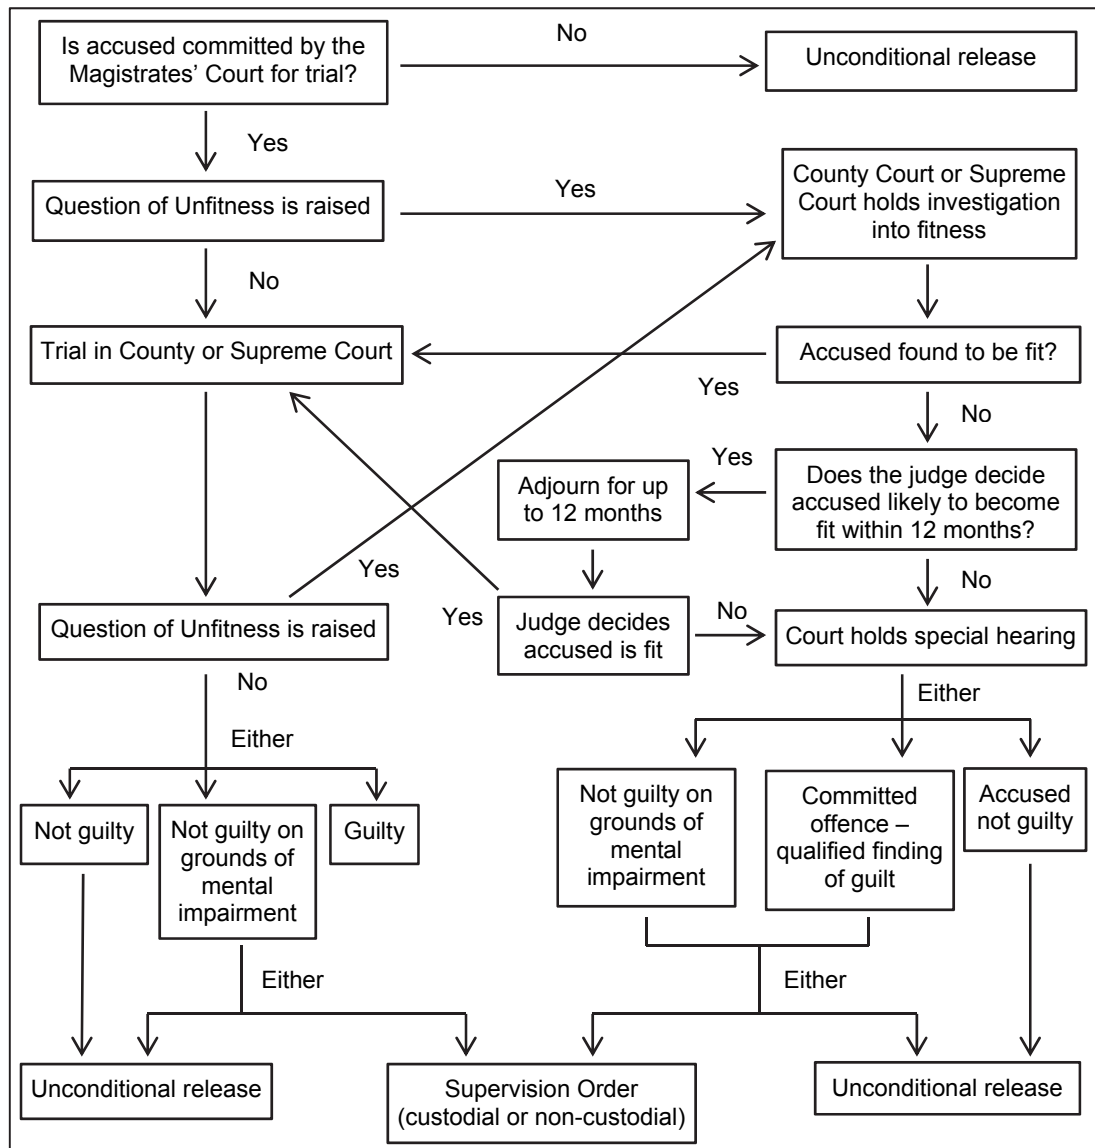 Is accused committed by the
Magistrates’ Court for trial?
No
Unconditional release
Yes
Question of Unfitness is raised
Yes
County Court or Supreme
Court holds investigation
into fitness
No
Trial in County or Supreme Court
Accused found to be fit?
Yes
No
Yes
Adjourn for up
to 12 months
Does the judge decide
accused likely to become
fit within 12 months?
Yes
No
Question of Unfitness is raised
Yes
Judge decides
accused is fit
No
Court holds special hearing
No
Either
Either
Not guilty
Not guilty on
grounds of
mental
impairment
Guilty
Not guilty on
grounds of
mental
impairment
Committed
offence –
qualified finding
of guilt
Accused
not guilty
Either
Either
Unconditional release
Supervision Order
(custodial or non-custodial)
Unconditional release